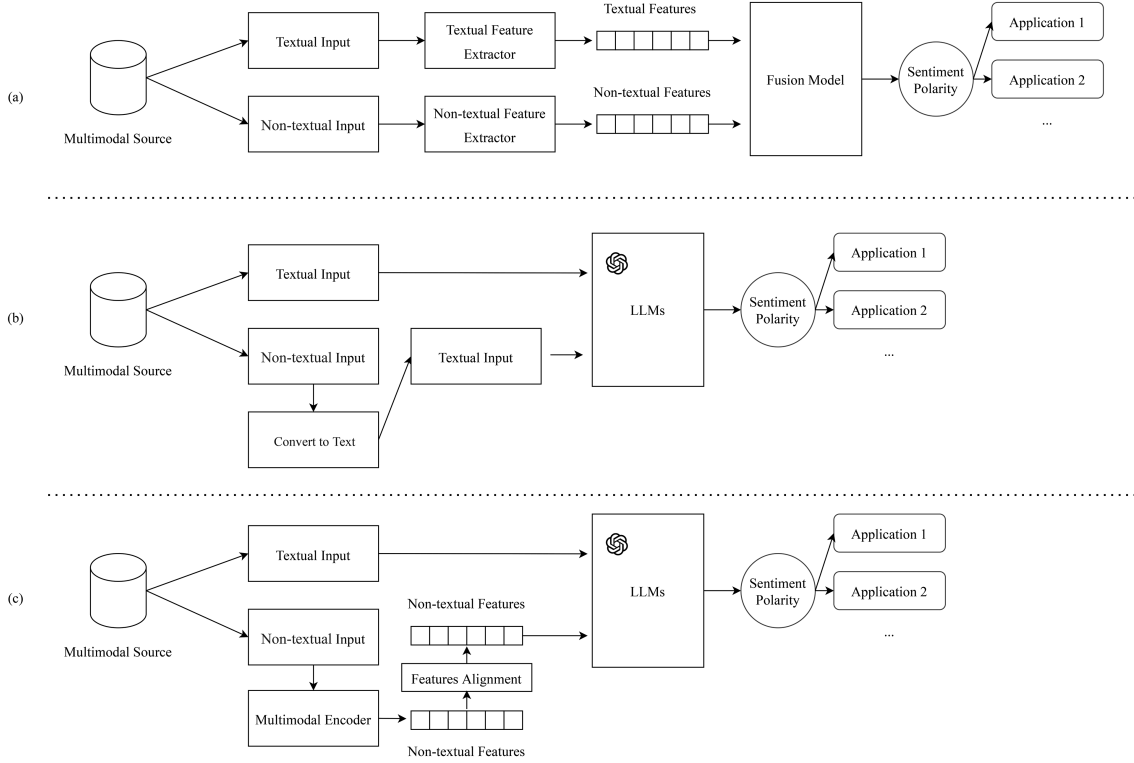 (a)
Multimodal Source
Textual Input
Textual Feature
Extractor
Textual Features
Non-textual Input
Non-textual Feature
Extractor
Non-textual Features
Fusion Model
Sentiment
Polarity
Application 1
Application 2
...
(b)
Multimodal Source
Textual Input
Non-textual Input
Convert to Text
Textual Input
LLMs
Sentiment
Polarity
Application 1
Application 2
...
(c)
Multimodal Source
Textual Input
Non-textual Input
Multimodal Encoder
Non-textual Features
Features Alignment
Non-textual Features
LLMs
Sentiment
Polarity
Application 1
Application 2
...